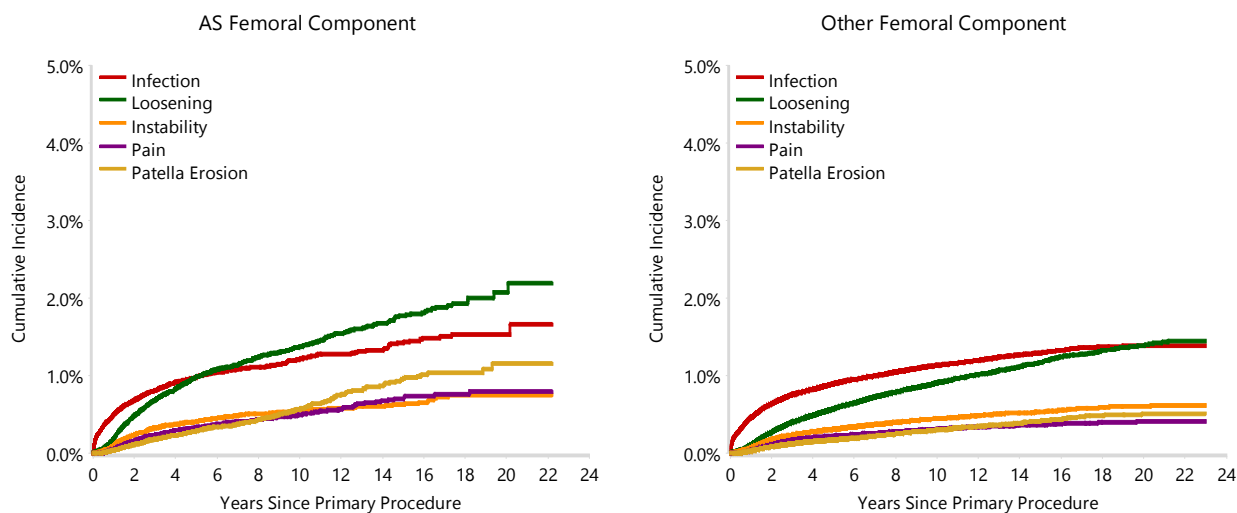 AS Femoral Component
5.0%
4.0%
3.0%
2.0%
1.0%
0.0%
Cumulative Incidence
Infection
Loosening
Instability
Pain
Patella Erosion
0 2 4 6 8 10 12 14 16 18 20 22 24
Years Since Primary Procedure
Other Femoral Component
5.0%
4.0%
3.0%
2.0%
1.0%
0.0%
Cumulative Incidence
Infection
Loosening
Instability
Pain
Patella Erosion
0 2 4 6 8 10 12 14 16 18 20 22 24
Years Since Primary Procedure